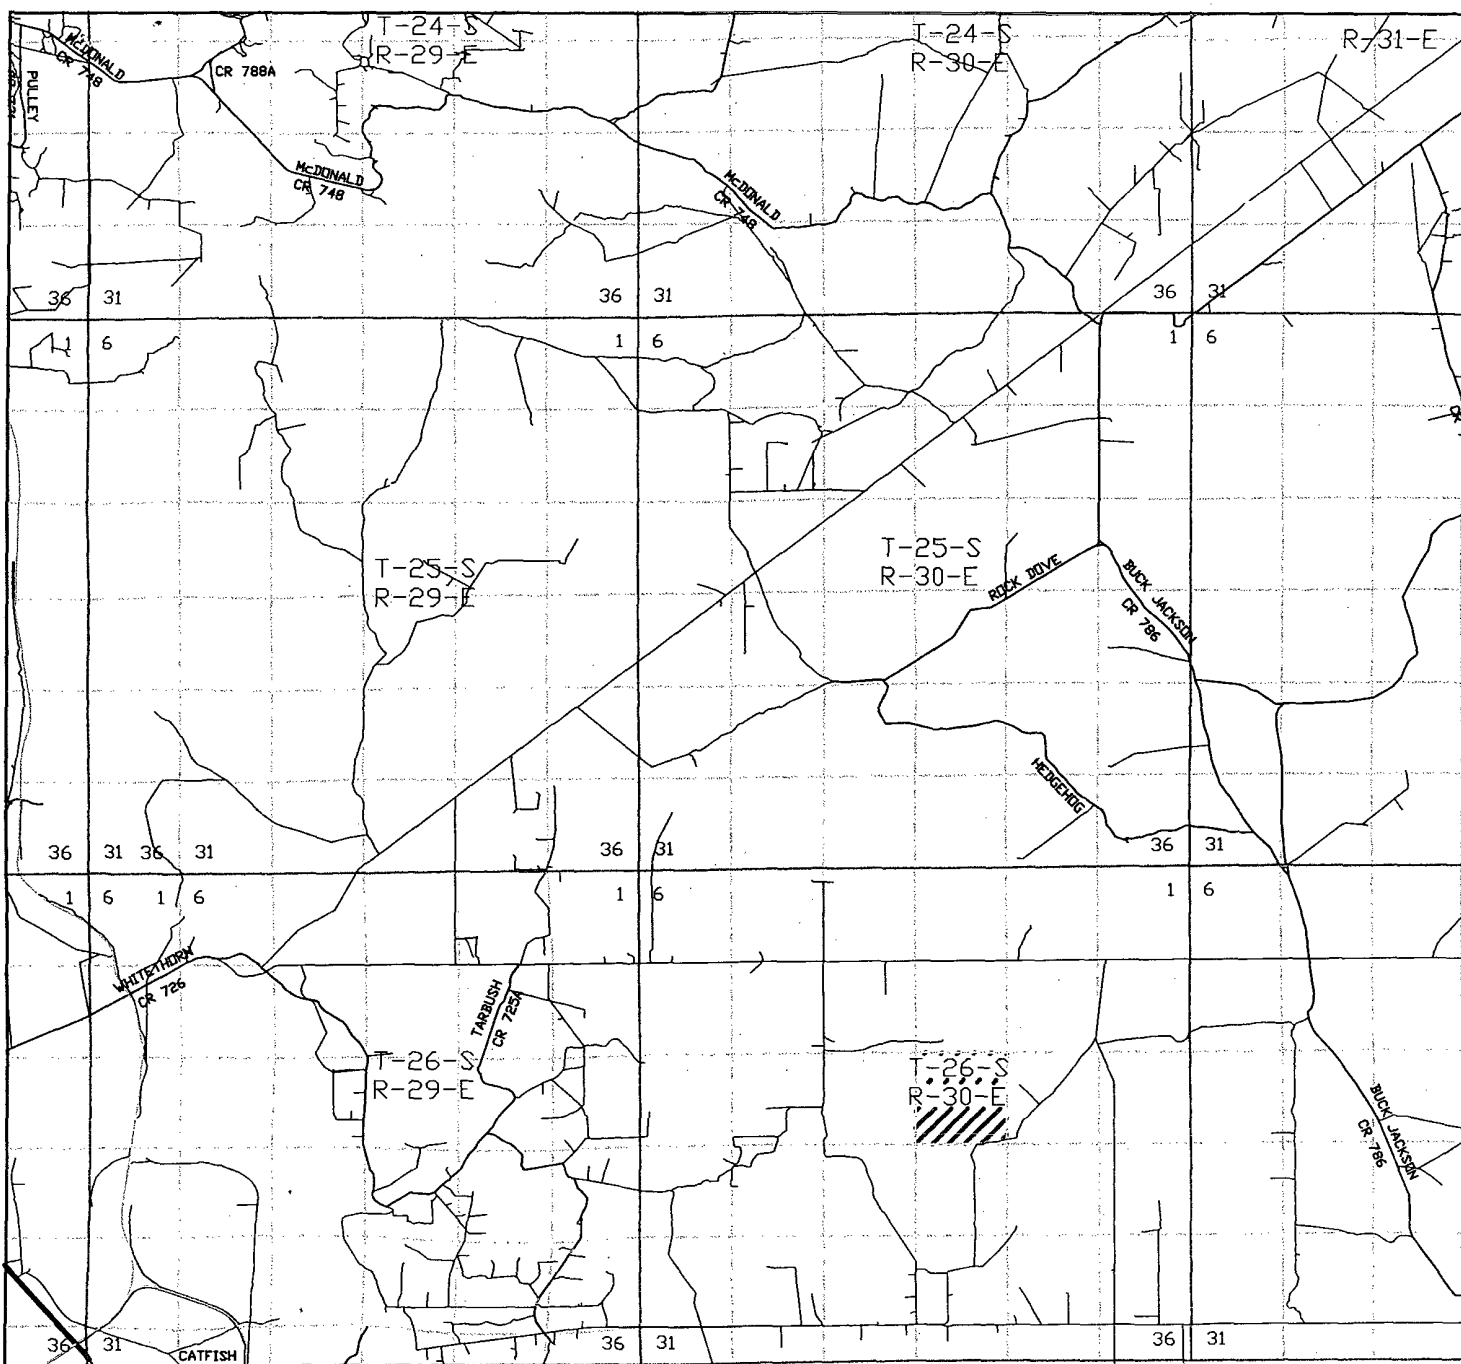 T-24-S
R-29-E
T-24-S
R-30-E
R-31-E
McDONALD
CR 748
CR 788A
PULLEY
McDONALD
CR 748
McDONALD
CR 748
36 31
36 31
36 31
1 6
1 6
1 6
T-25-S
R-29-E
T-25-S
R-30-E
ROCK DOVE
BUCK JACKSON
CR 786
HEDGEHOG
36 31 36 31
36 31
36 31
1 6 1 6
1 6
1 6
WHITETHORN
CR 726
TARBUSH
CR 725A
T-26-S
R-29-E
T-26-S
R-30-E
BUCK JACKSON
CR 786
36 31
36 31
36 31
CATFISH